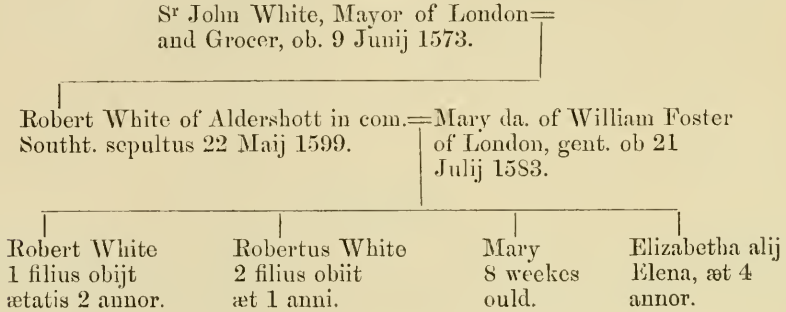 Sr John White, Mayor of London=
and Grocer, ob. 9 Junij 1573.
Robert White of Aldershott in com.=Mary da. of William Foster
Southt. sepultus 22 Maij 1599.
of London, gent. ob 21
Julij 1583.
Robert White
1 filius obijt
ætatis 2 annor.
Robertus White
2 filius obiit
æt 1 anni.
Mary
8 weekes
ould.
Elizabetha alij
Elena, æt 4
annor.